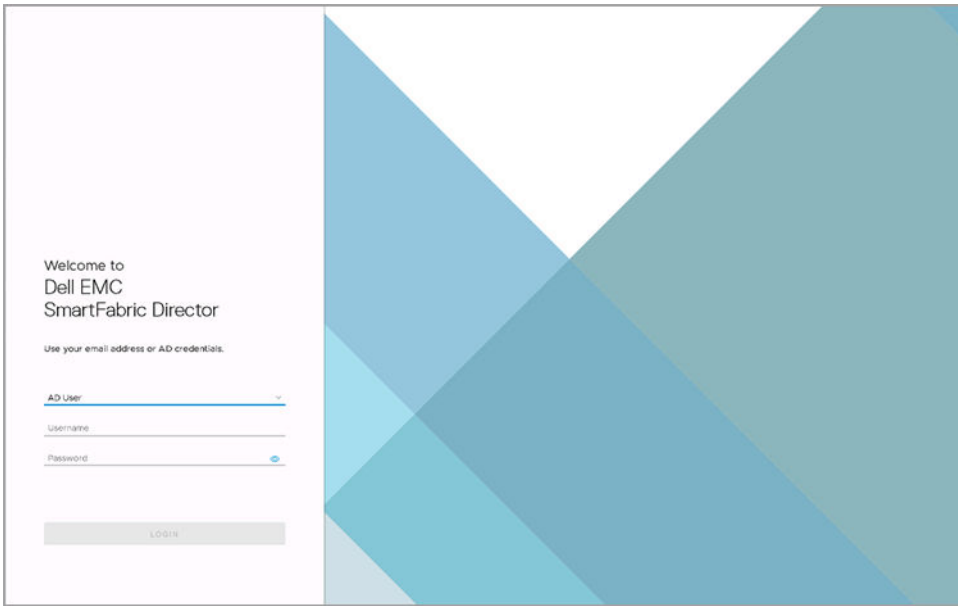 Welcome to
Dell EMC
SmartFabric Director
Use your email address or AD credentials.
AD User
Username
Password
LOGIN